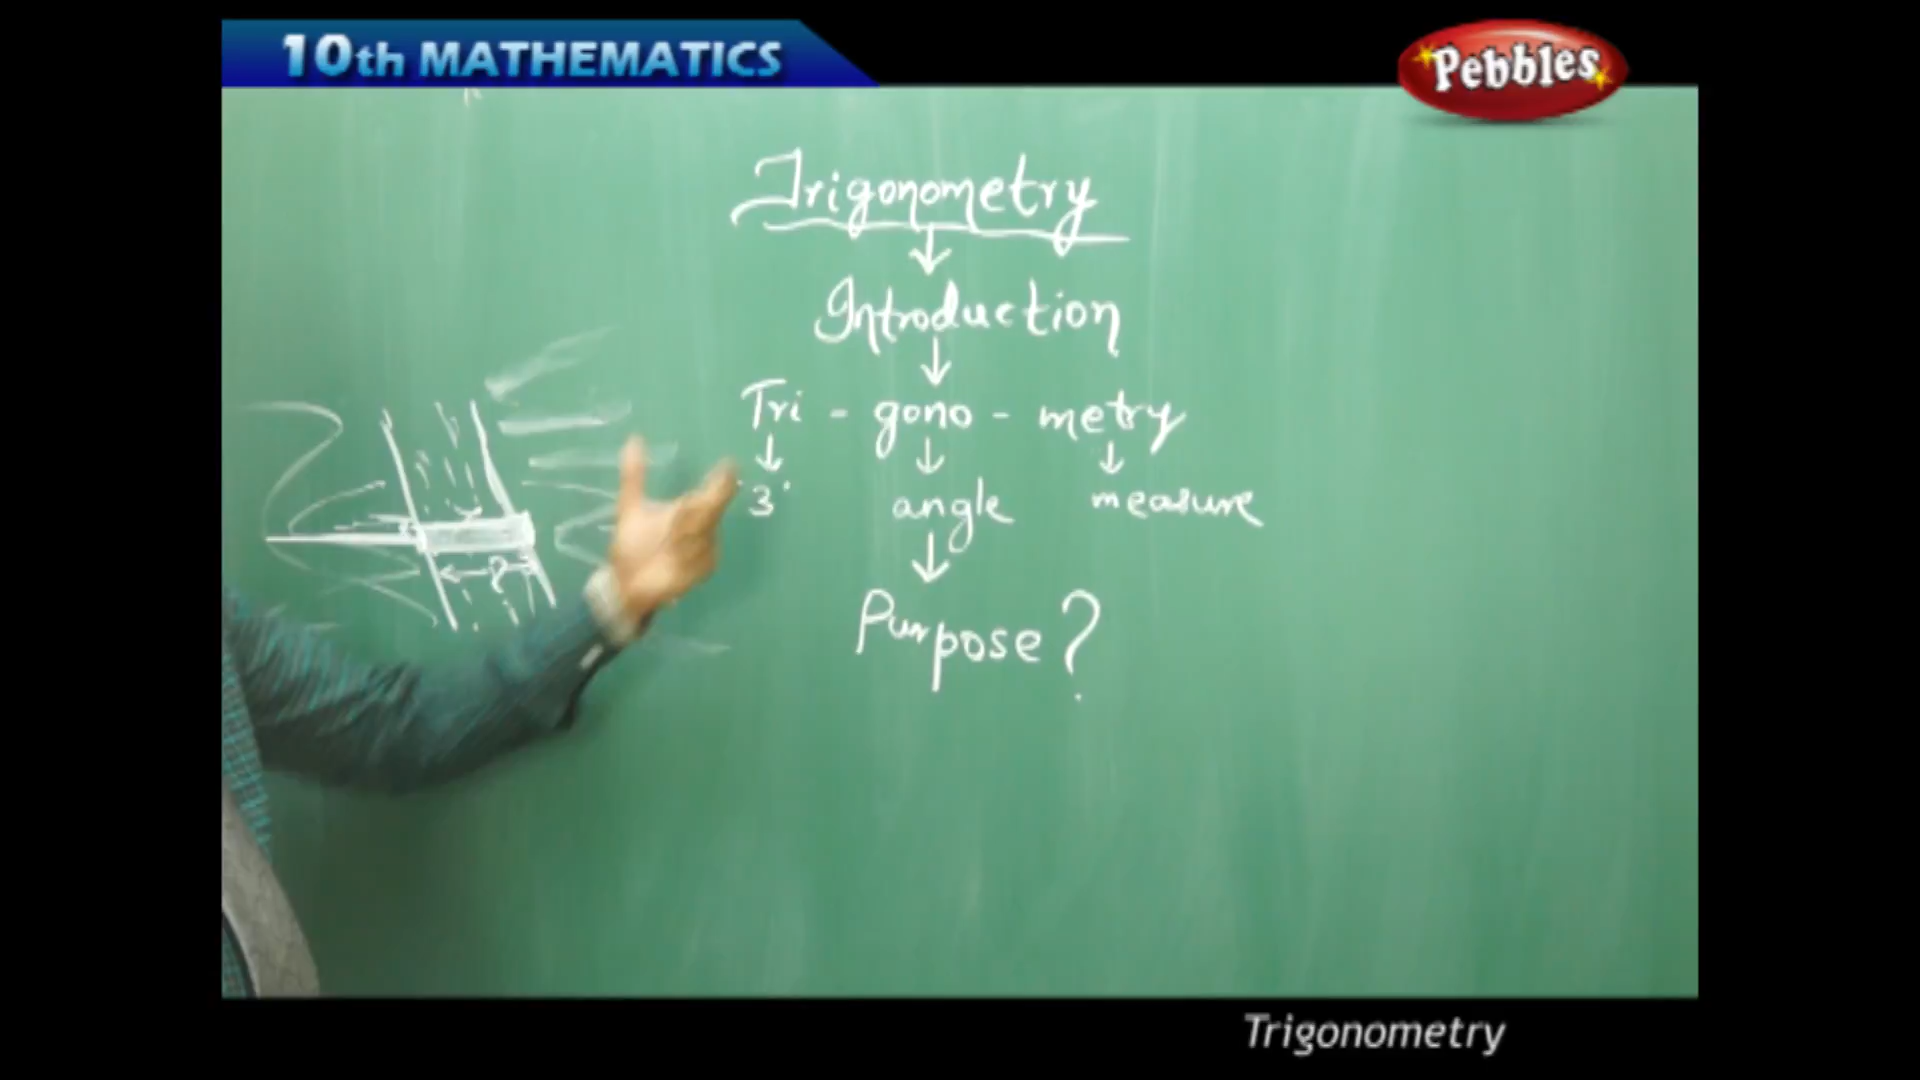 10th MATHEMATICS
Pebbles
Trigonometry
Introduction
Tri - gono - metry
'3' angle measure
Purpose?
?
Trigonometry